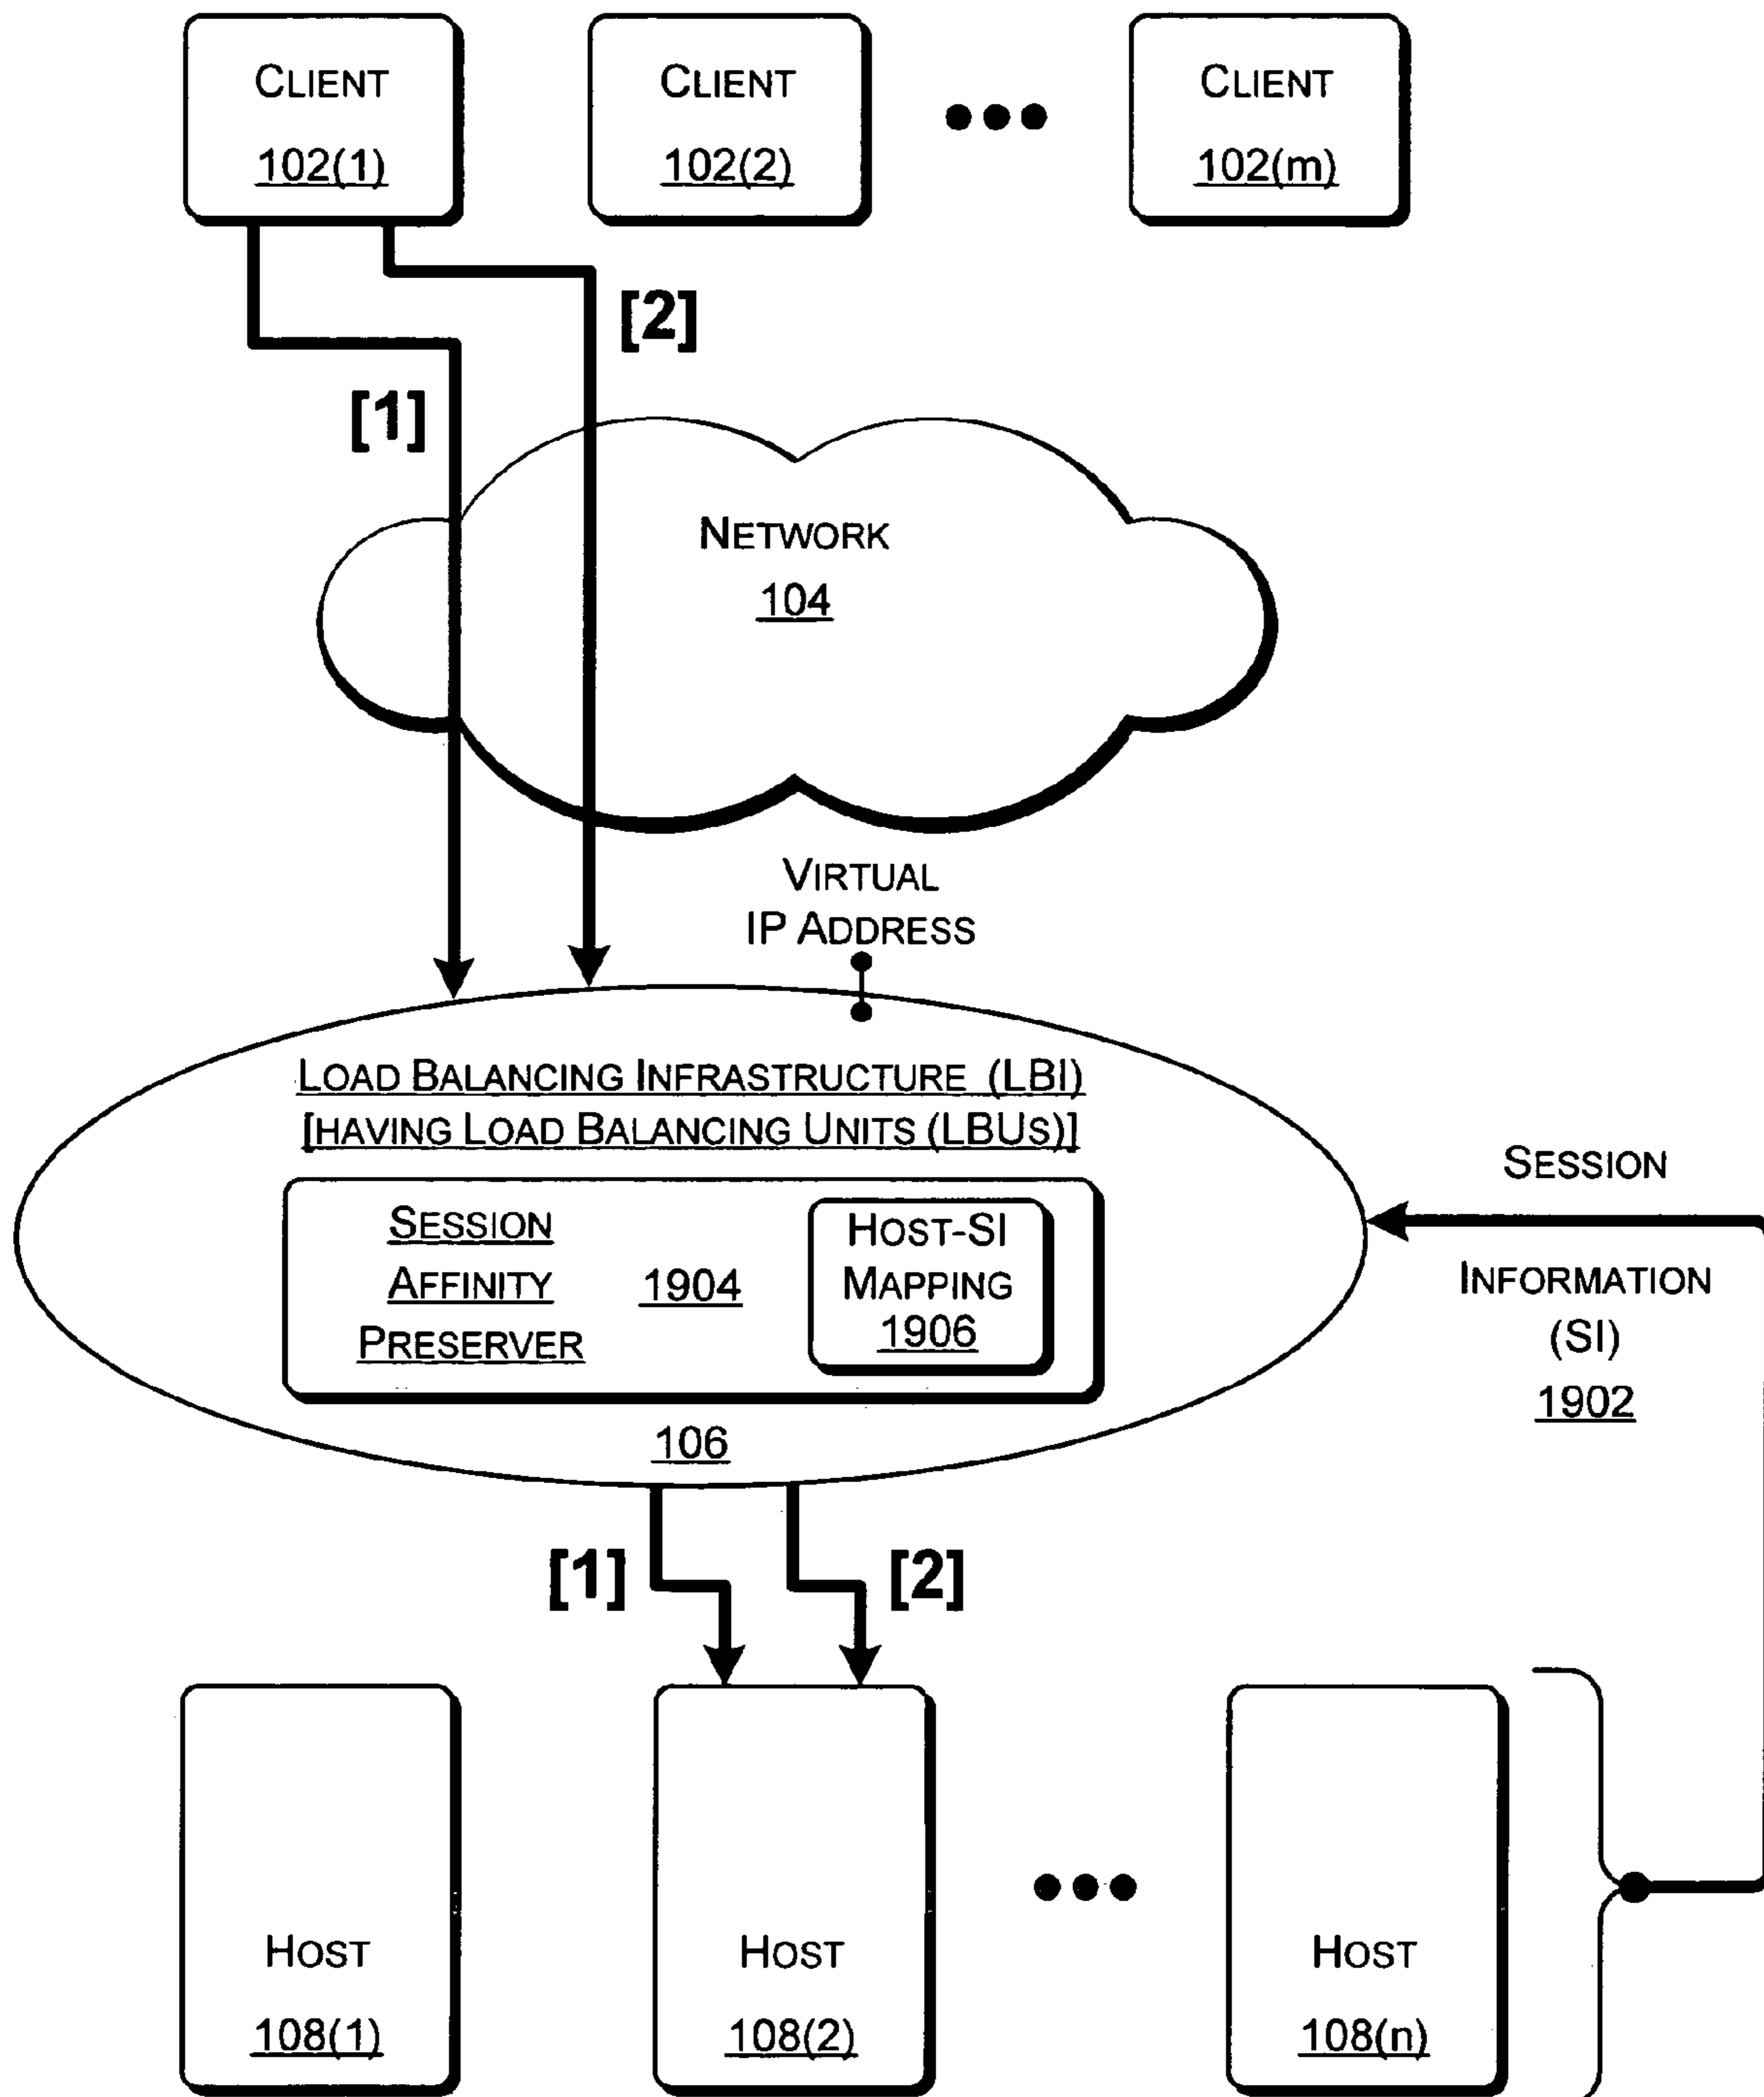 CLIENT
102(1)
CLIENT
102(2)
CLIENT
102(m)
[2]
[1]
NETWORK
104
VIRTUAL
IP ADDRESS
LOAD BALANCING INFRASTRUCTURE (LBI)
[HAVING LOAD BALANCING UNITS (LBUS)]
SESSION
AFFINITY
PRESERVER
1904
HOST-SI
MAPPING
1906
106
SESSION
INFORMATION
(SI)
1902
[1]
[2]
HOST
108(1)
HOST
108(2)
HOST
108(n)